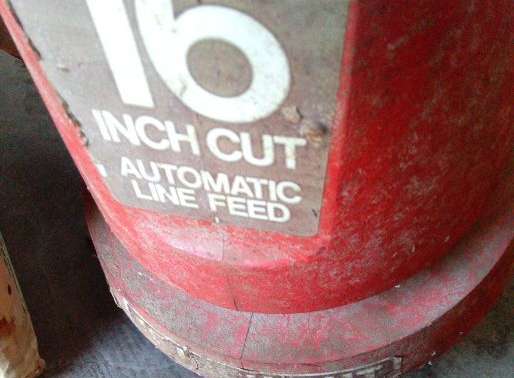 16
INCH CUT
AUTOMATIC
LINE FEED